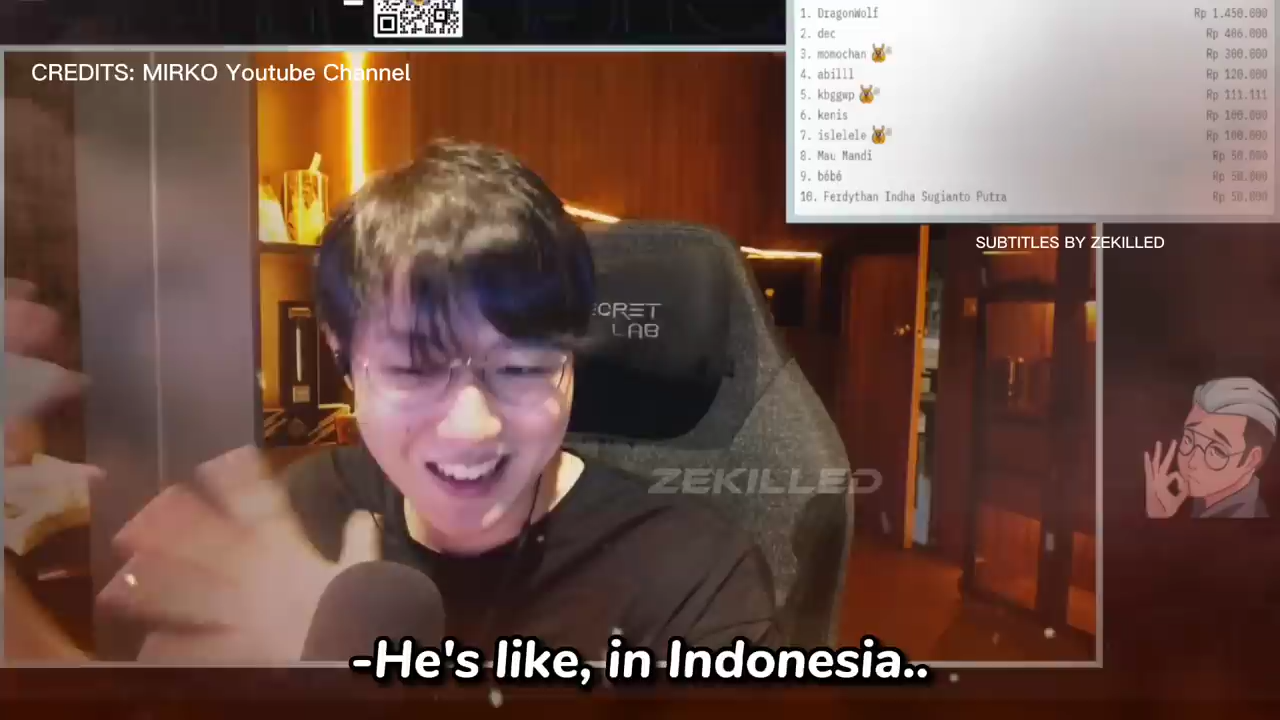 1. DragonWolf Rp 1.450.000
2. dec Rp 406.000
3. momochan Rp 300.000
4. abilll Rp 120.000
5. kbggwp Rp 111.111
6. kenis Rp 100.000
7. islelele Rp 100.000
8. Mau Mandi Rp 50.000
9. bébé Rp 50.000
10. Ferdythan Indha Sugianto Putra Rp 50.000
CREDITS: MIRKO Youtube Channel
SUBTITLES BY ZEKILLED
ECRET
LAB
ZEKILLED
-He's like, in Indonesia..